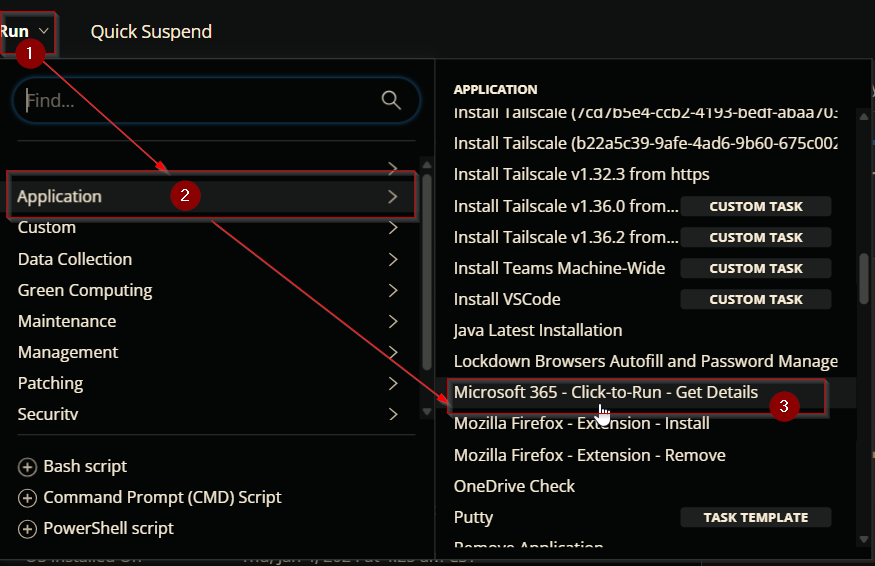 Run
Quick Suspend
1
Find...
Application
2
Custom
Data Collection
Green Computing
Maintenance
Management
Patching
Security
Bash script
Command Prompt (CMD) Script
PowerShell script
APPLICATION
Install Tailscale (7cd7b5e4-ccb2-4193-bedf-abaa703
Install Tailscale (b22a5c39-9afe-4ad6-9b60-675c002
Install Tailscale v1.32.3 from https
Install Tailscale v1.36.0 from... CUSTOM TASK
Install Tailscale v1.36.2 from... CUSTOM TASK
Install Teams Machine-Wide CUSTOM TASK
Install VSCode CUSTOM TASK
Java Latest Installation
Lockdown Browsers Autofill and Password Manage
Microsoft 365 - Click-to-Run - Get Details
3
Mozilla Firefox - Extension - Install
Mozilla Firefox - Extension - Remove
OneDrive Check
Putty TASK TEMPLATE
Remove Application